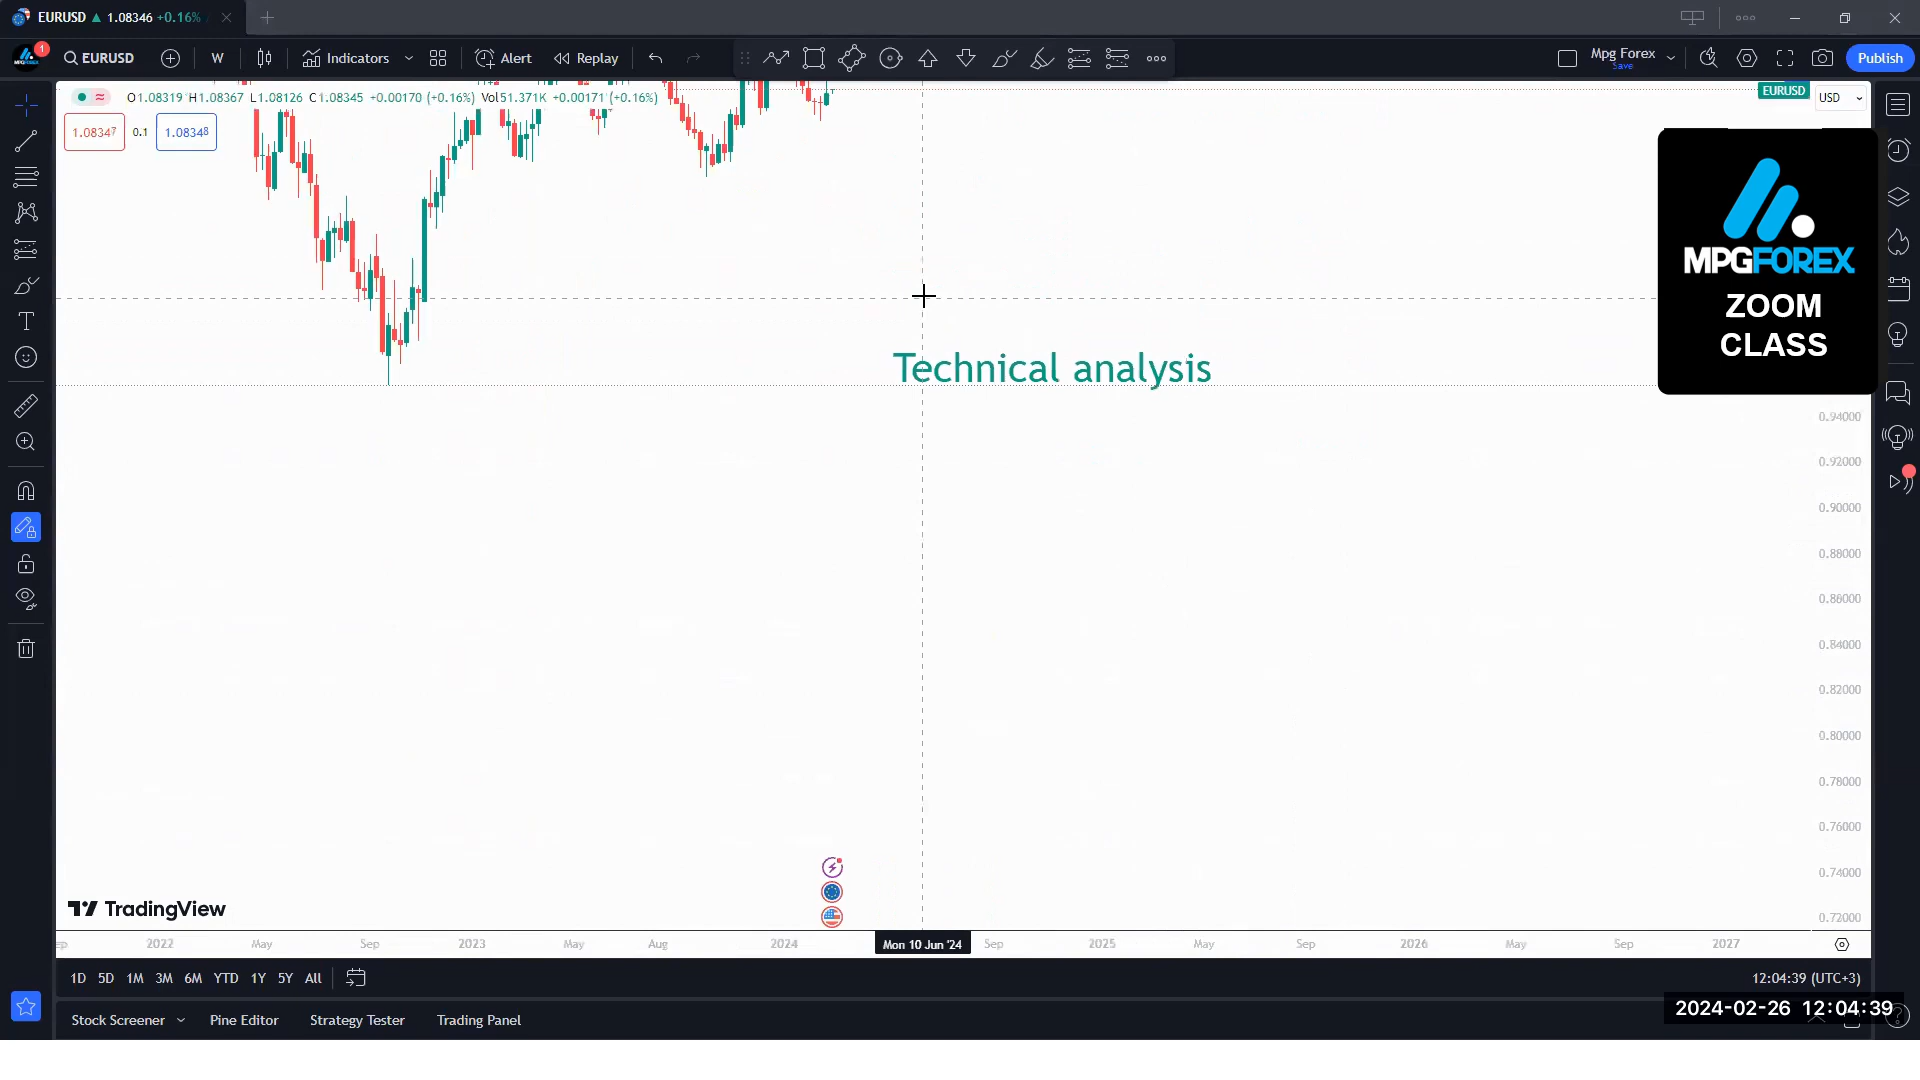 EURUSD 1.08346 +0.16%
1 EURUSD W Indicators Alert Replay Mpg Forex Save Publish
O1.08319 H1.08367 L1.08126 C1.08345 +0.00170 (+0.16%) Vol51.371K +0.00171 (+0.16%)
EURUSD USD
1.08347 0.1 1.08348
MPGFOREX
ZOOM
CLASS
Technical analysis
0.94000
0.92000
0.90000
0.88000
0.86000
0.84000
0.82000
0.80000
0.78000
0.76000
0.74000
0.72000
TradingView
2022 May Sep 2023 May Aug 2024 Mon 10 Jun '24 Sep 2025 May Sep 2026 May Sep 2027
1D 5D 1M 3M 6M YTD 1Y 5Y All 12:04:39 (UTC+3)
Stock Screener Pine Editor Strategy Tester Trading Panel
2024-02-26 12:04:39